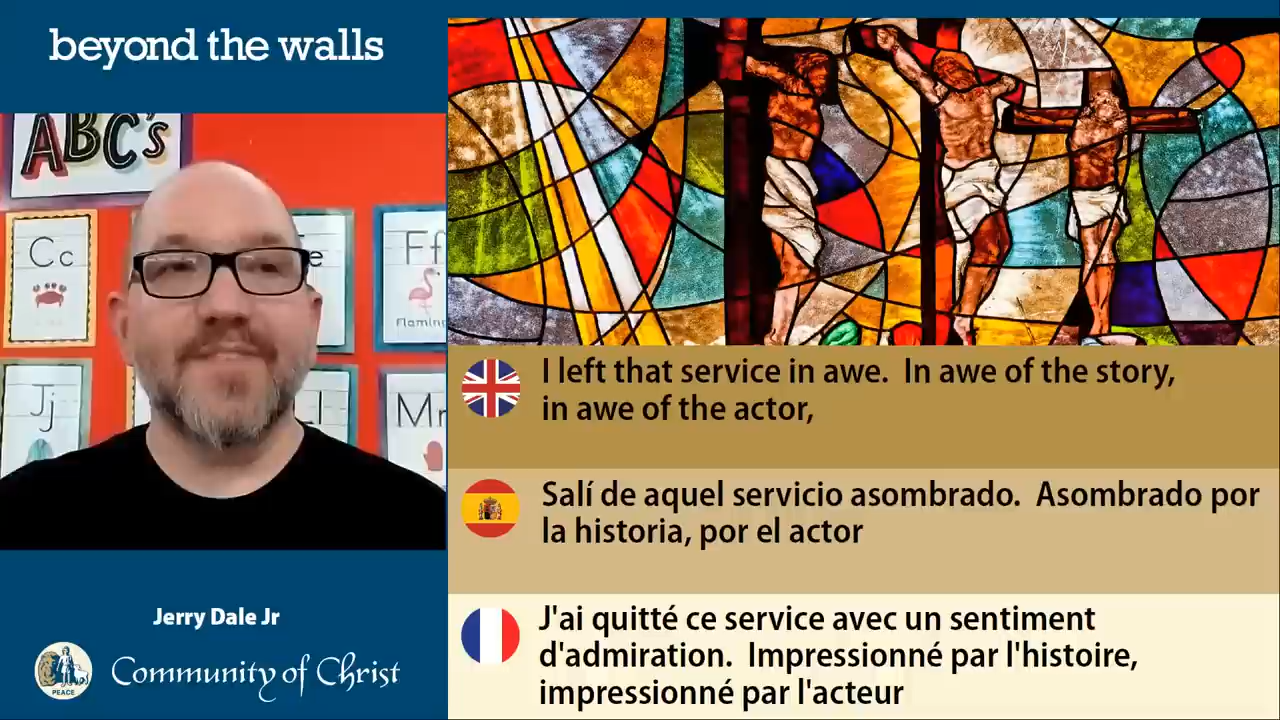 beyond the walls
ABC's
Cc
e
Ff
Flaming
Jj
Mr
Jerry Dale Jr
PEACE
Community of Christ
I left that service in awe.  In awe of the story,
in awe of the actor,
Salí de aquel servicio asombrado.  Asombrado por
la historia, por el actor
J'ai quitté ce service avec un sentiment
d'admiration.  Impressionné par l'histoire,
impressionné par l'acteur